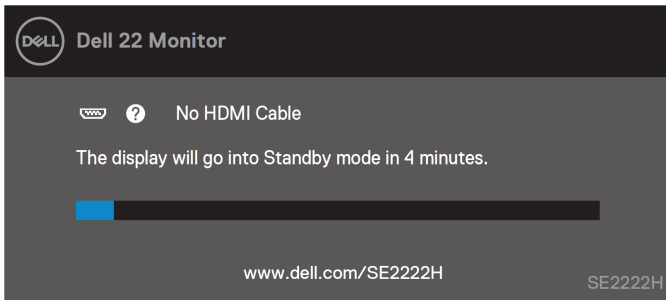 DELL Dell 22 Monitor
? No HDMI Cable
The display will go into Standby mode in 4 minutes.
www.dell.com/SE2222H
SE2222H